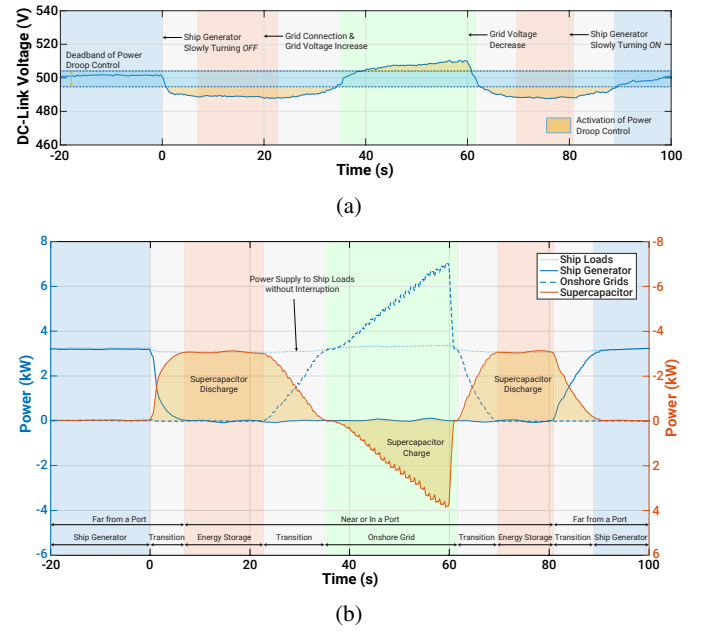 540
520
500
480
460
DC-Link Voltage (V)
Deadband of Power
Droop Control
Ship Generator
Slowly Turning OFF
Grid Connection &
Grid Voltage Increase
Grid Voltage
Decrease
Ship Generator
Slowly Turning ON
Activation of Power
Droop Control
-20 0 20 40 60 80 100
Time (s)
(a)
8
6
4
2
0
-2
-4
-6
Power (kW)
-8
-6
-4
-2
0
2
4
6
Power (kW)
Ship Loads
Ship Generator
Onshore Grids
Supercapacitor
Power Supply to Ship Loads
without Interruption
Supercapacitor
Discharge
Supercapacitor
Charge
Supercapacitor
Discharge
Far from a Port Near or In a Port Far from a Port
Ship Generator Transition Energy Storage Transition Onshore Grid Transition Energy Storage Transition Ship Generator
-20 0 20 40 60 80 100
Time (s)
(b)